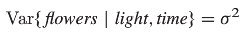 Var{flowers | light, time} = σ²